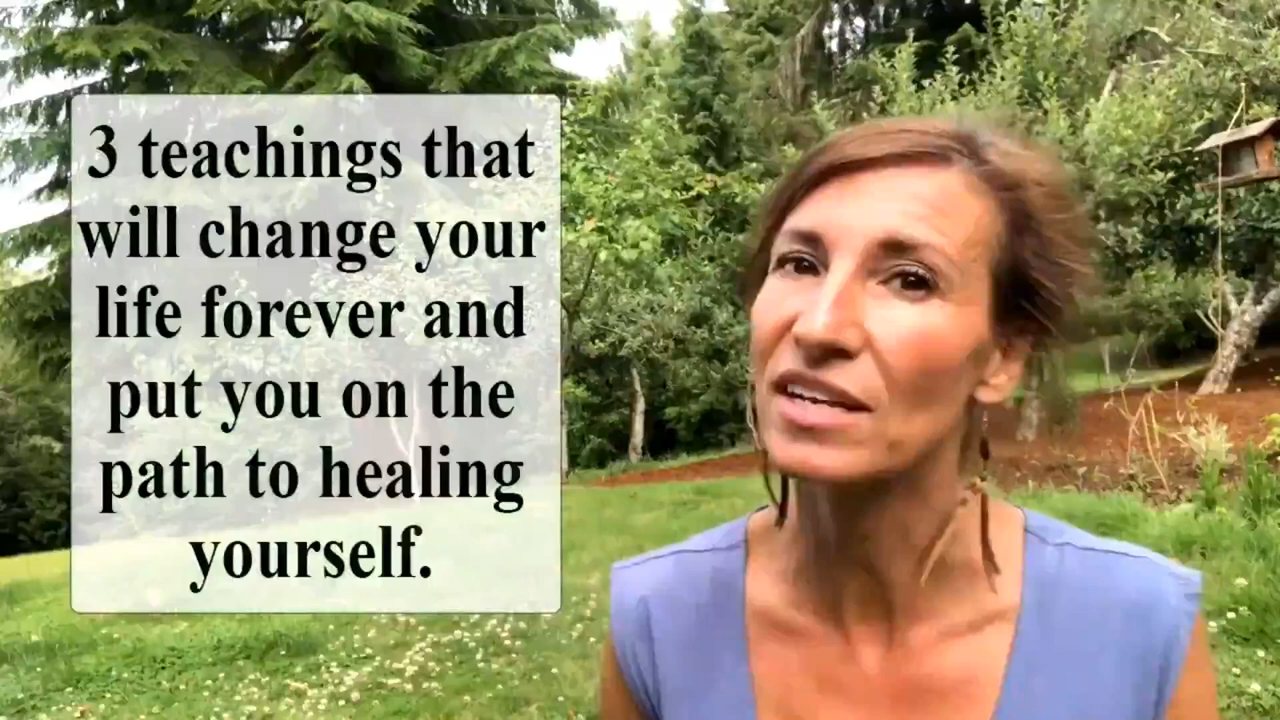 3 teachings that
will change your
life forever and
put you on the
path to healing
yourself.